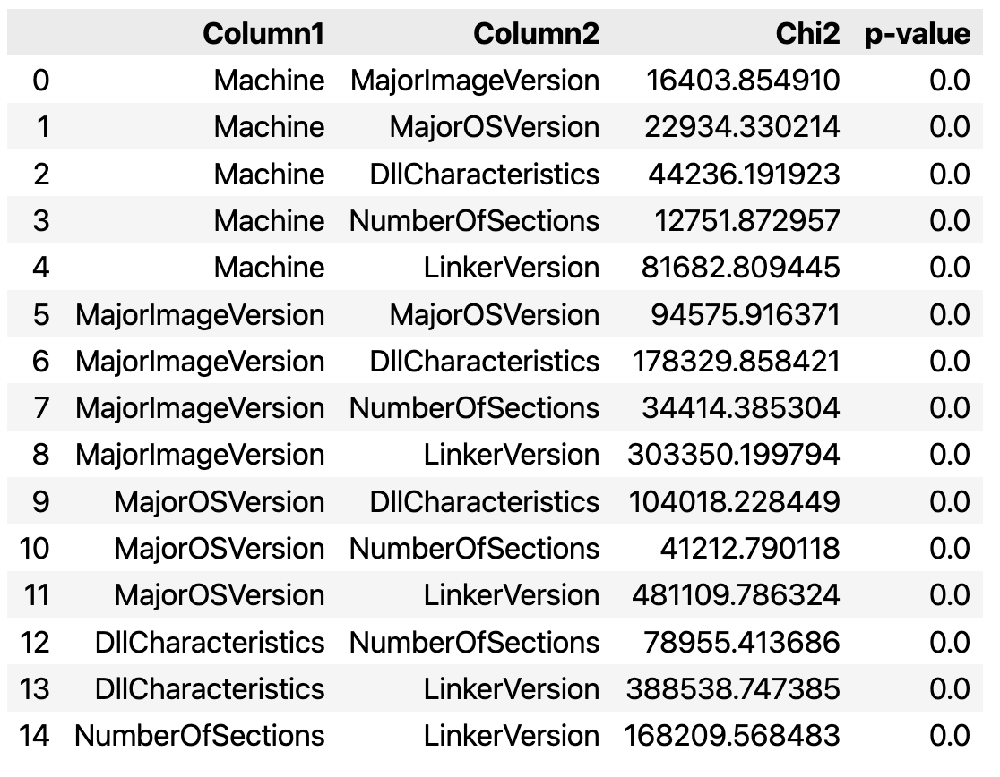 Column1 Column2 Chi2 p-value
0 Machine MajorImageVersion 16403.854910 0.0
1 Machine MajorOSVersion 22934.330214 0.0
2 Machine DllCharacteristics 44236.191923 0.0
3 Machine NumberOfSections 12751.872957 0.0
4 Machine LinkerVersion 81682.809445 0.0
5 MajorImageVersion MajorOSVersion 94575.916371 0.0
6 MajorImageVersion DllCharacteristics 178329.858421 0.0
7 MajorImageVersion NumberOfSections 34414.385304 0.0
8 MajorImageVersion LinkerVersion 303350.199794 0.0
9 MajorOSVersion DllCharacteristics 104018.228449 0.0
10 MajorOSVersion NumberOfSections 41212.790118 0.0
11 MajorOSVersion LinkerVersion 481109.786324 0.0
12 DllCharacteristics NumberOfSections 78955.413686 0.0
13 DllCharacteristics LinkerVersion 388538.747385 0.0
14 NumberOfSections LinkerVersion 168209.568483 0.0